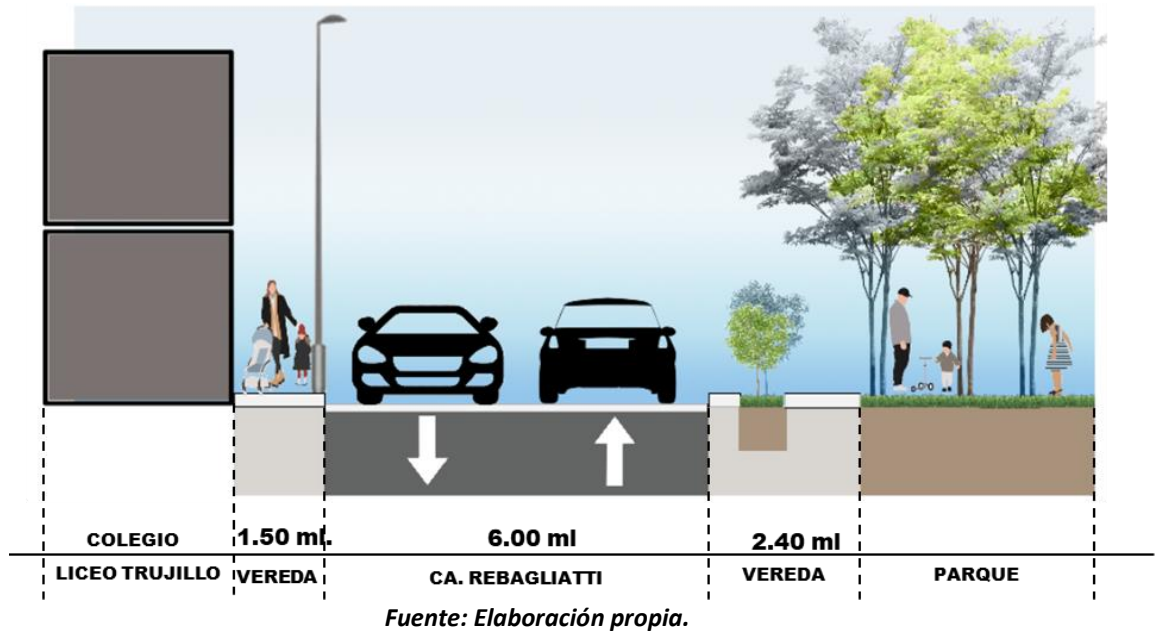 COLEGIO 1.50 ml. 6.00 ml 2.40 ml
LICEO TRUJILLO VEREDA CA. REBAGLIATTI VEREDA PARQUE
Fuente: Elaboración propia.